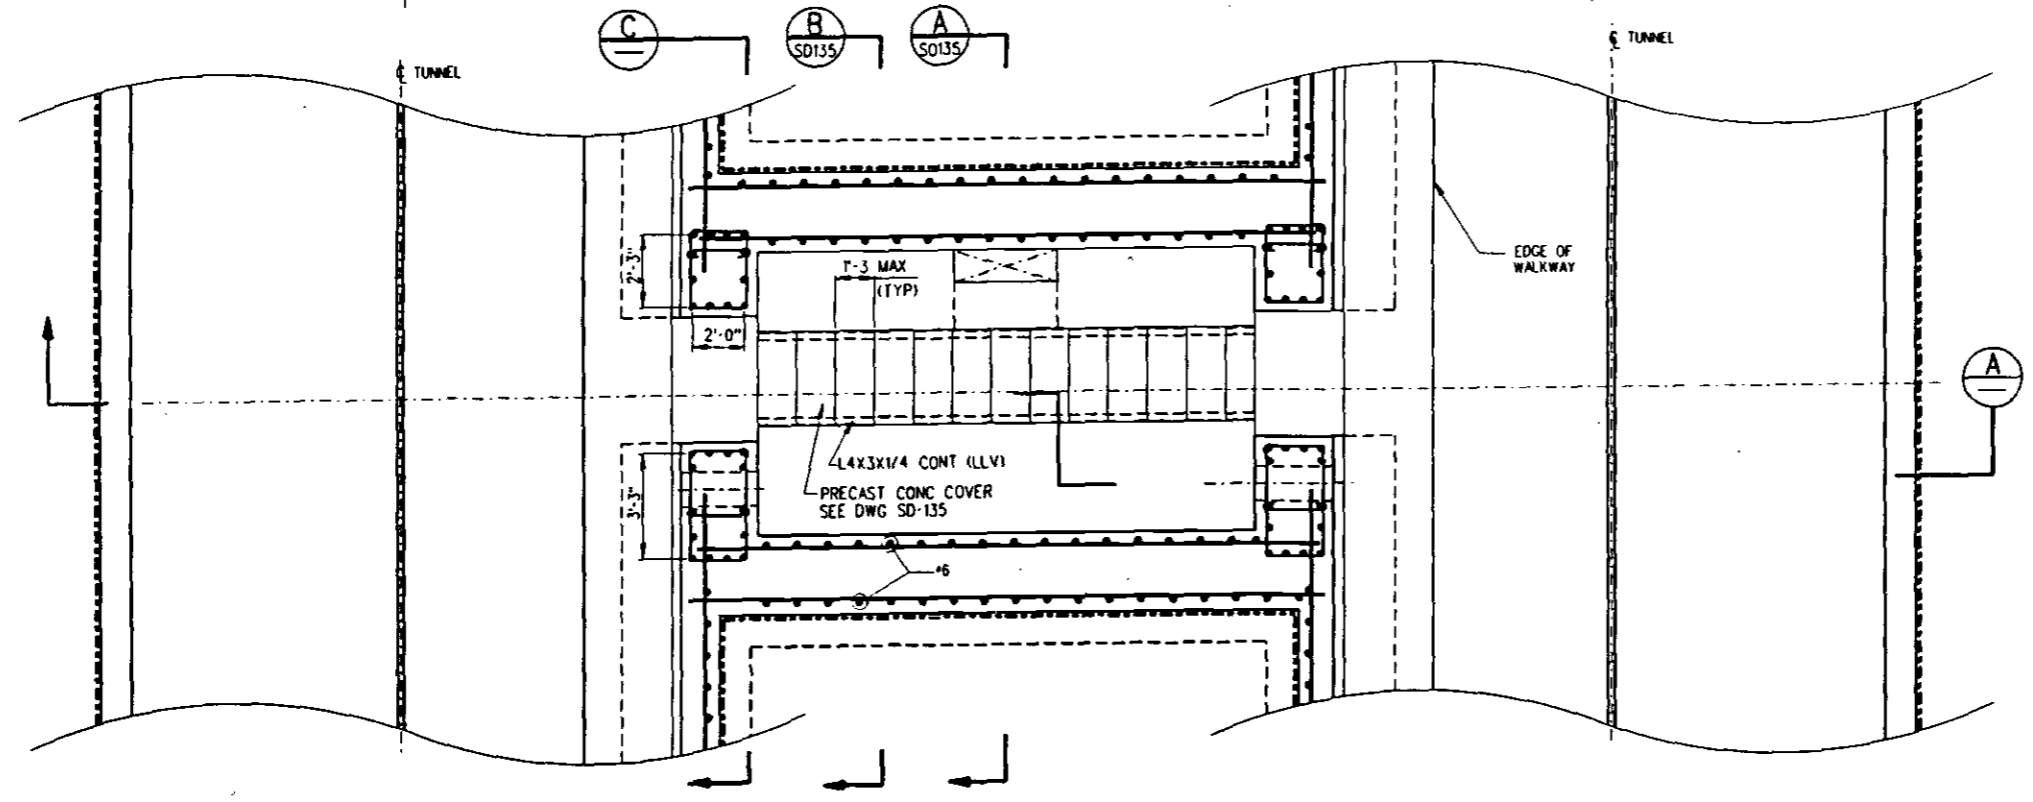 C
B
SD135
A
SD135
℄ TUNNEL
℄ TUNNEL
EDGE OF
WALKWAY
1'-3 MAX
(TYP)
2'-3"
2'-0"
A
L4X3X1/4 CONT (LLV)
PRECAST CONC COVER
SEE DWG SD-135
3'-3"
#6